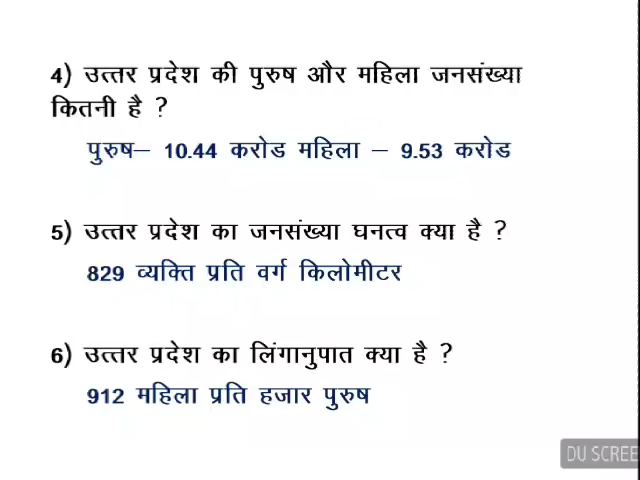 4) उत्तर प्रदेश की पुरुष और महिला जनसंख्या
कितनी है ?
पुरुष– 10.44 करोड महिला – 9.53 करोड
5) उत्तर प्रदेश का जनसंख्या घनत्व क्या है ?
829 व्यक्ति प्रति वर्ग किलोमीटर
6) उत्तर प्रदेश का लिंगानुपात क्या है ?
912 महिला प्रति हजार पुरुष
DU SCREE